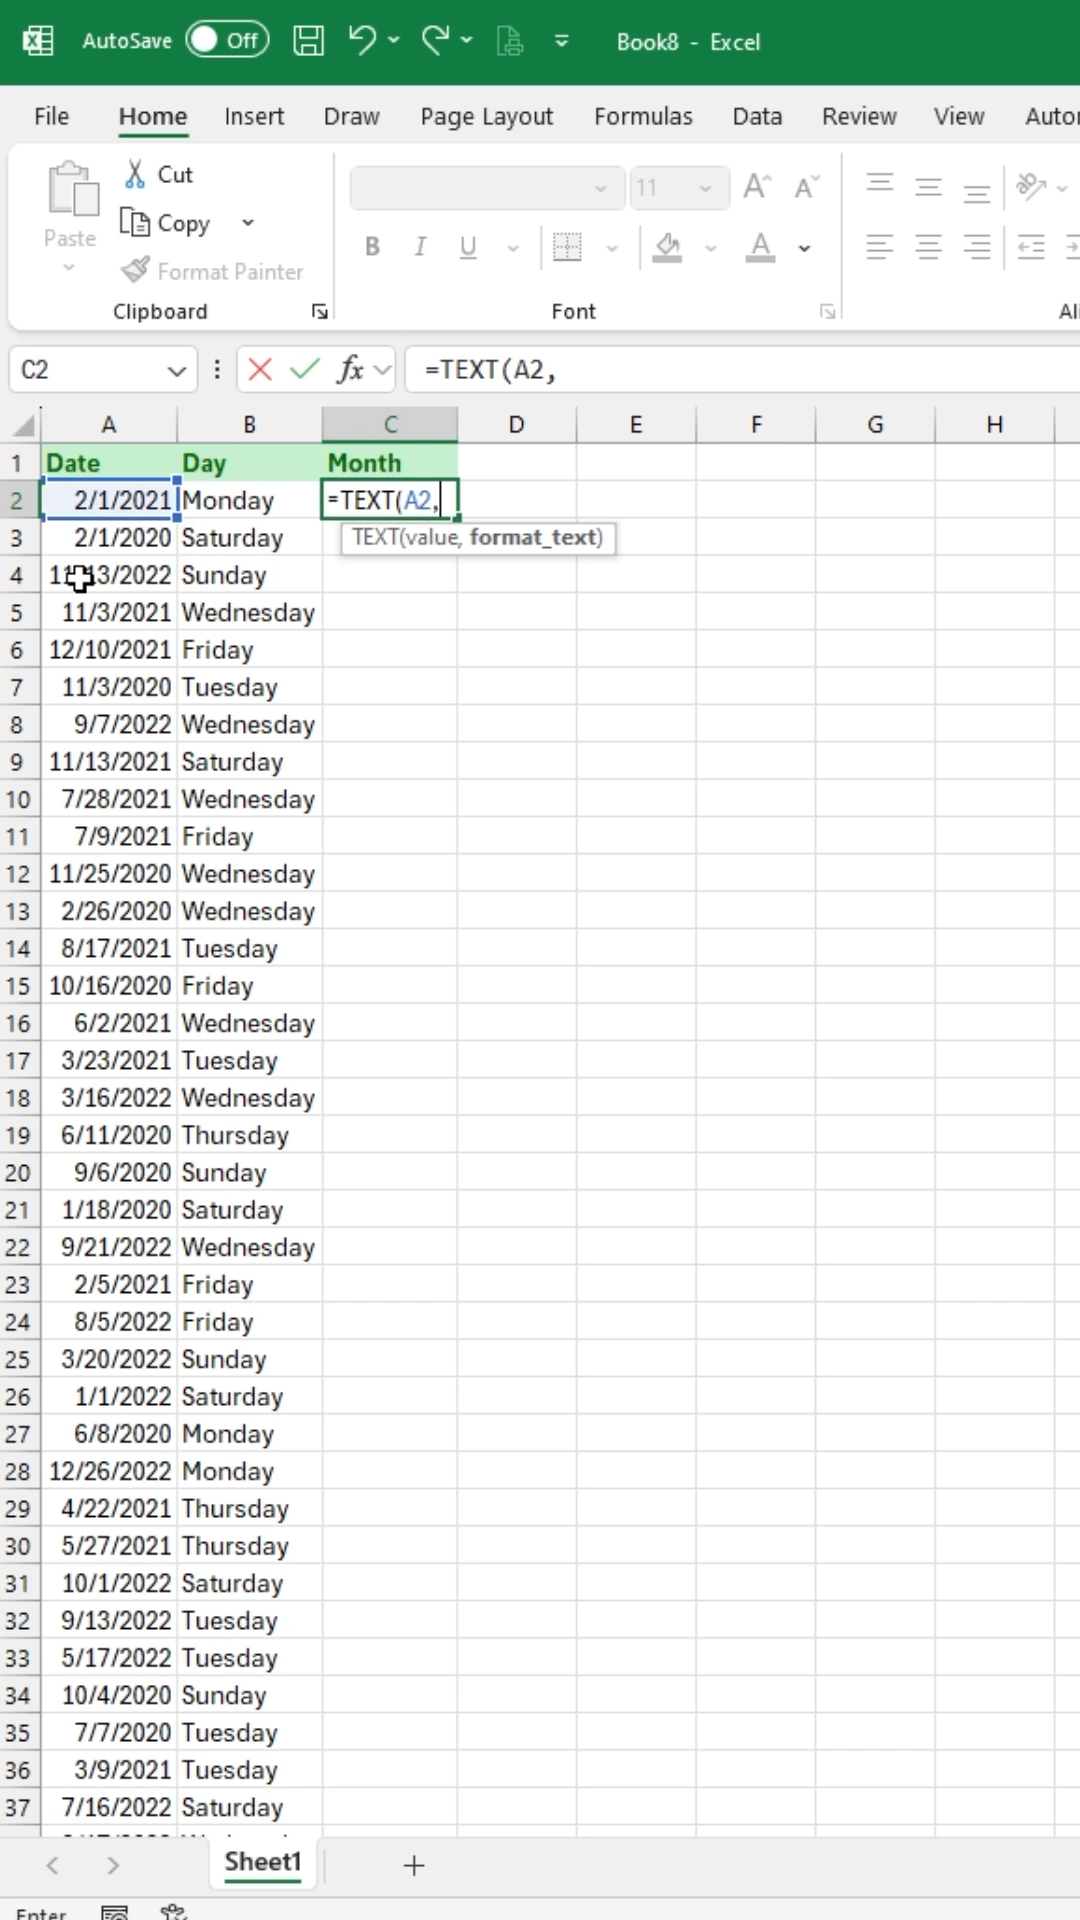 AutoSave Off Book8 - Excel
File Home Insert Draw Page Layout Formulas Data Review View Autor
Paste Cut
Copy
Format Painter
11 A A
B I U A
Clipboard Font Ali
C2 fx =TEXT(A2,
A B C D E F G H
1 Date Day Month
2 2/1/2021 Monday =TEXT(A2,
TEXT(value, format_text)
3 2/1/2020 Saturday
4 11/13/2022 Sunday
5 11/3/2021 Wednesday
6 12/10/2021 Friday
7 11/3/2020 Tuesday
8 9/7/2022 Wednesday
9 11/13/2021 Saturday
10 7/28/2021 Wednesday
11 7/9/2021 Friday
12 11/25/2020 Wednesday
13 2/26/2020 Wednesday
14 8/17/2021 Tuesday
15 10/16/2020 Friday
16 6/2/2021 Wednesday
17 3/23/2021 Tuesday
18 3/16/2022 Wednesday
19 6/11/2020 Thursday
20 9/6/2020 Sunday
21 1/18/2020 Saturday
22 9/21/2022 Wednesday
23 2/5/2021 Friday
24 8/5/2022 Friday
25 3/20/2022 Sunday
26 1/1/2022 Saturday
27 6/8/2020 Monday
28 12/26/2022 Monday
29 4/22/2021 Thursday
30 5/27/2021 Thursday
31 10/1/2022 Saturday
32 9/13/2022 Tuesday
33 5/17/2022 Tuesday
34 10/4/2020 Sunday
35 7/7/2020 Tuesday
36 3/9/2021 Tuesday
37 7/16/2022 Saturday
Sheet1
Enter